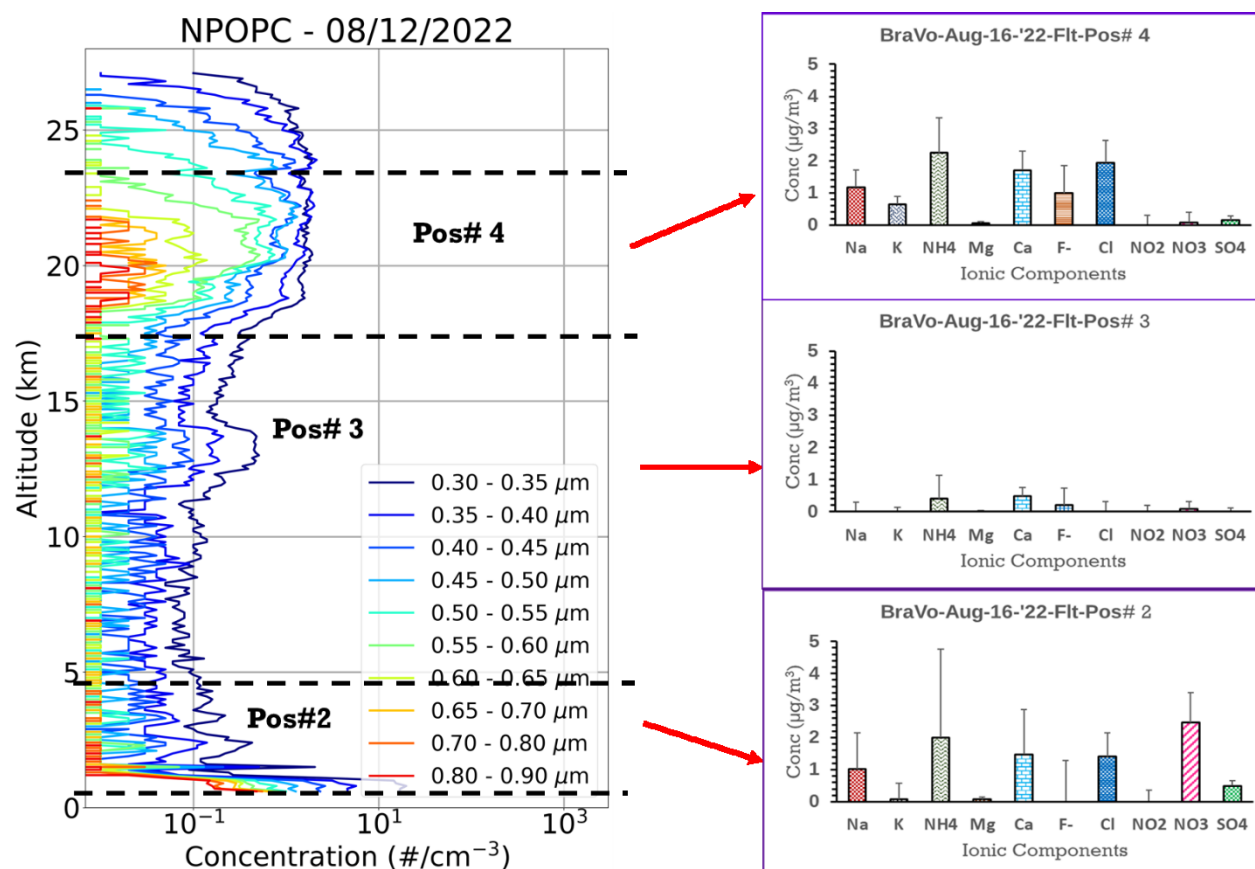 NPOPC - 08/12/2022
25
20
15
10
5
0
Altitude (km)
10⁻¹
10¹
10³
Concentration (#/cm⁻³)
Pos# 4
Pos# 3
Pos#2
0.30 - 0.35 μm
0.35 - 0.40 μm
0.40 - 0.45 μm
0.45 - 0.50 μm
0.50 - 0.55 μm
0.55 - 0.60 μm
0.60 - 0.65 μm
0.65 - 0.70 μm
0.70 - 0.80 μm
0.80 - 0.90 μm
BraVo-Aug-16-'22-Flt-Pos# 4
5
4
3
2
1
0
Conc (μg/m³)
Na K NH4 Mg Ca F- Cl NO2 NO3 SO4
Ionic Components
BraVo-Aug-16-'22-Flt-Pos# 3
5
4
3
2
1
0
Conc (μg/m³)
Na K NH4 Mg Ca F- Cl NO2 NO3 SO4
Ionic Components
BraVo-Aug-16-'22-Flt-Pos# 2
5
4
3
2
1
0
Conc (μg/m³)
Na K NH4 Mg Ca F- Cl NO2 NO3 SO4
Ionic Components